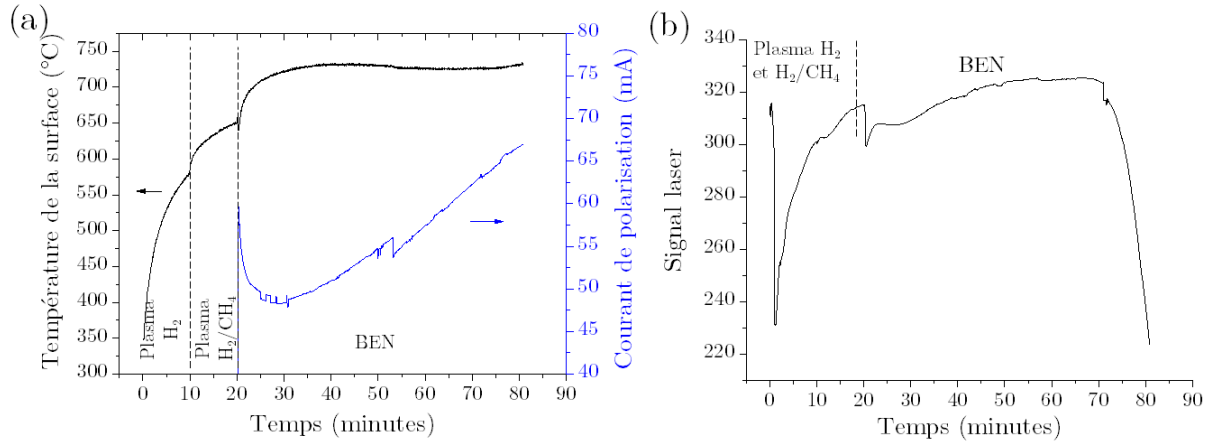 (a)
Température de la surface (°C)
750
700
650
600
550
500
450
400
350
300
Plasma
H₂
Plasma
H₂/CH₄
BEN
0 10 20 30 40 50 60 70 80 90
Temps (minutes)
80
75
70
65
60
55
50
45
40
Courant de polarisation (mA)
(b)
Signal laser
340
320
300
280
260
240
220
Plasma H₂
et H₂/CH₄
BEN
0 10 20 30 40 50 60 70 80 90
Temps (minutes)